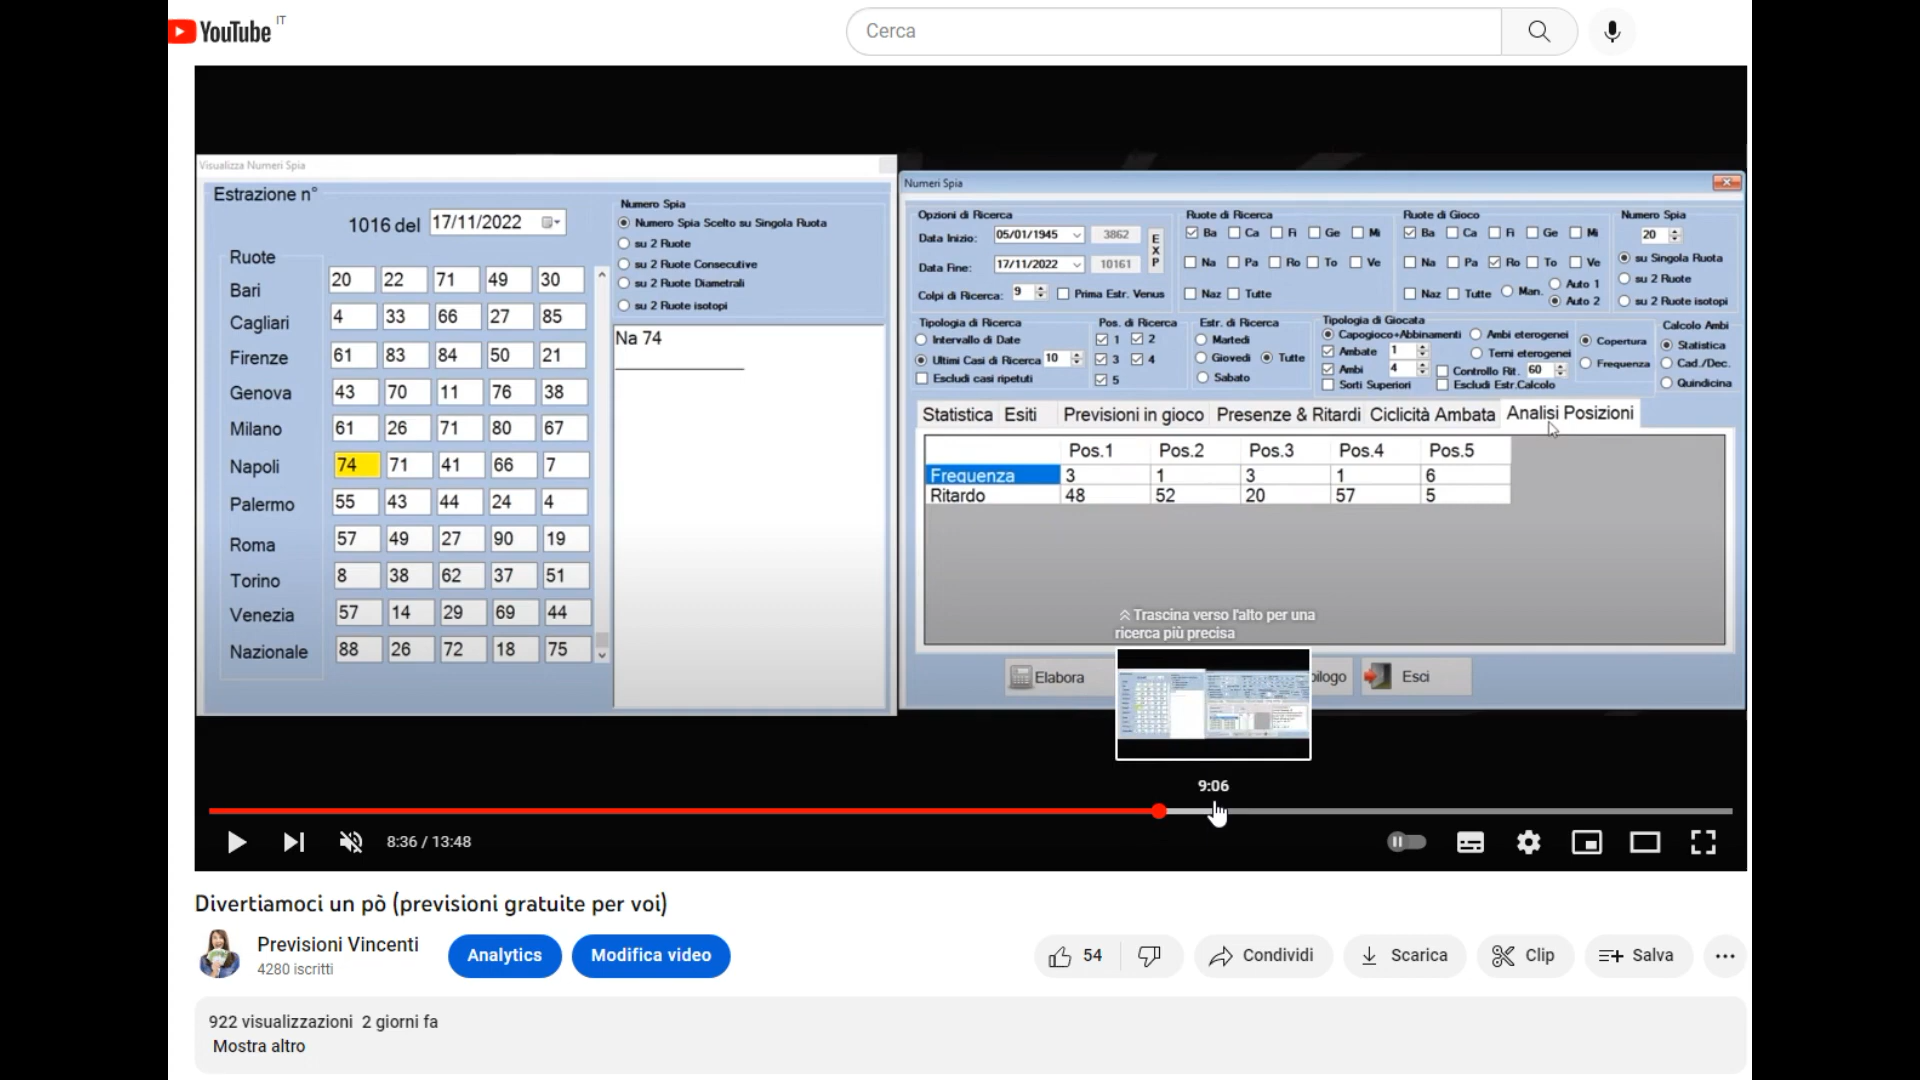 YouTube IT
Cerca
Visualizza Numeri Spia
Estrazione n°
1016 del 17/11/2022
Ruote
Bari 20 22 71 49 30
Cagliari 4 33 66 27 85
Firenze 61 83 84 50 21
Genova 43 70 11 76 38
Milano 61 26 71 80 67
Napoli 74 71 41 66 7
Palermo 55 43 44 24 4
Roma 57 49 27 90 19
Torino 8 38 62 37 51
Venezia 57 14 29 69 44
Nazionale 88 26 72 18 75
Numero Spia
Numero Spia Scelto su Singola Ruota
su 2 Ruote
su 2 Ruote Consecutive
su 2 Ruote Diametrali
su 2 Ruote isotopi
Na 74
Numeri Spia
Opzioni di Ricerca
Data Inizio: 05/01/1945 3862
Data Fine: 17/11/2022 10161
EXP
Colpi di Ricerca: 9 Prima Estr. Venus
Ruote di Ricerca
Ba Ca Fi Ge Mi
Na Pa Ro To Ve
Naz Tutte
Ruote di Gioco
Ba Ca Fi Ge Mi
Na Pa Ro To Ve
Naz Tutte Man. Auto 1
Auto 2
Numero Spia
20
su Singola Ruota
su 2 Ruote
su 2 Ruote isotopi
Tipologia di Ricerca
Intervallo di Date
Ultimi Casi di Ricerca 10
Escludi casi ripetuti
Pos. di Ricerca
1 2
3 4
5
Estr. di Ricerca
Martedi
Giovedi Tutte
Sabato
Tipologia di Giocata
Capogioco+Abbinamenti Ambi eterogenei
Ambate 1 Terni eterogenei
Ambi 4 Controllo Rit. 60
Sorti Superiori Escludi Estr.Calcolo
Copertura
Frequenza
Calcolo Ambi
Statistica
Cad./Dec.
Quindicina
Statistica Esiti Previsioni in gioco Presenze & Ritardi Ciclicità Ambata Analisi Posizioni
Pos.1 Pos.2 Pos.3 Pos.4 Pos.5
Frequenza 3 1 3 1 6
Ritardo 48 52 20 57 5
Trascina verso l'alto per una
ricerca più precisa
Elabora ilogo Esci
9:06
8:36 / 13:48
Divertiamoci un pò (previsioni gratuite per voi)
Previsioni Vincenti
4280 iscritti
Analytics Modifica video
54 Condividi Scarica Clip Salva
922 visualizzazioni 2 giorni fa
Mostra altro